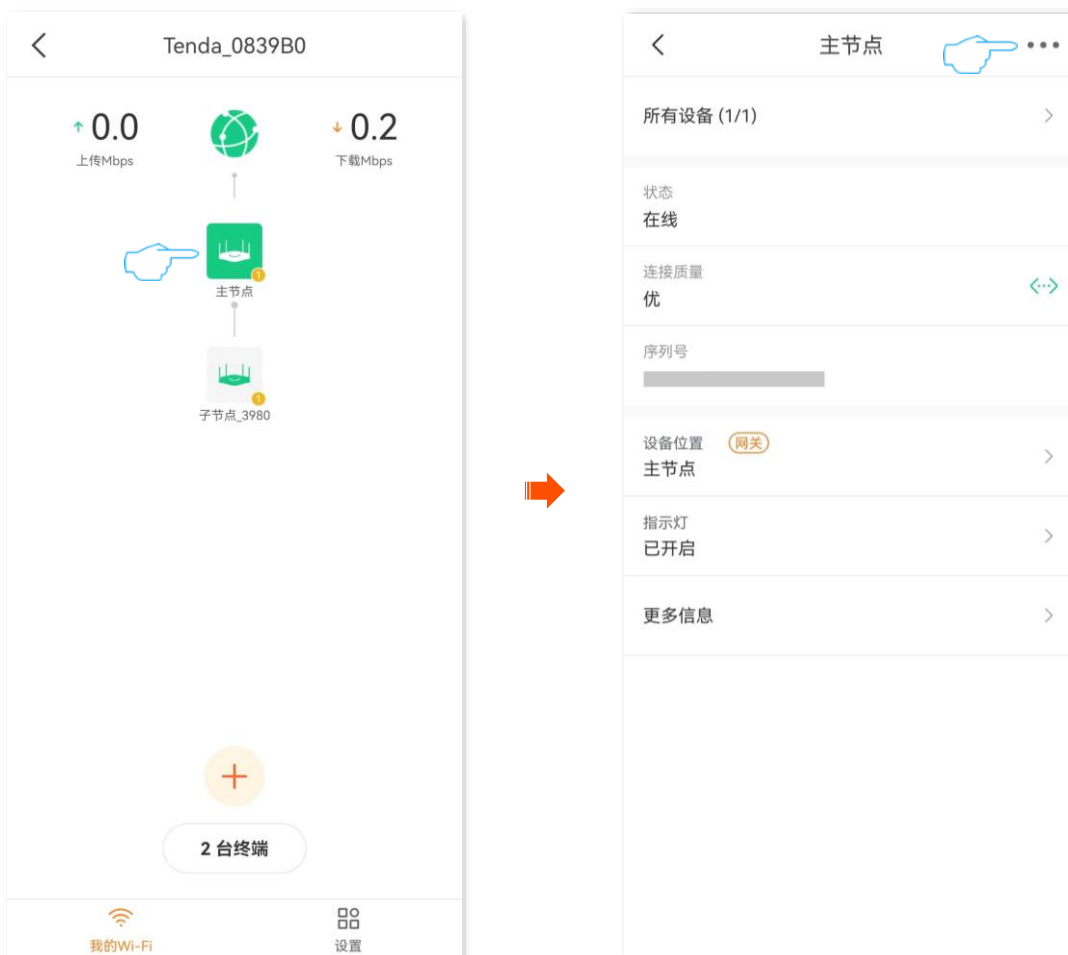 Tenda_0839B0
0.0
上传Mbps
0.2
下载Mbps
1
主节点
1
子节点_3980
2 台终端
我的Wi-Fi
设置
主节点
所有设备 (1/1)
状态
在线
连接质量
优
序列号
设备位置 网关
主节点
指示灯
已开启
更多信息